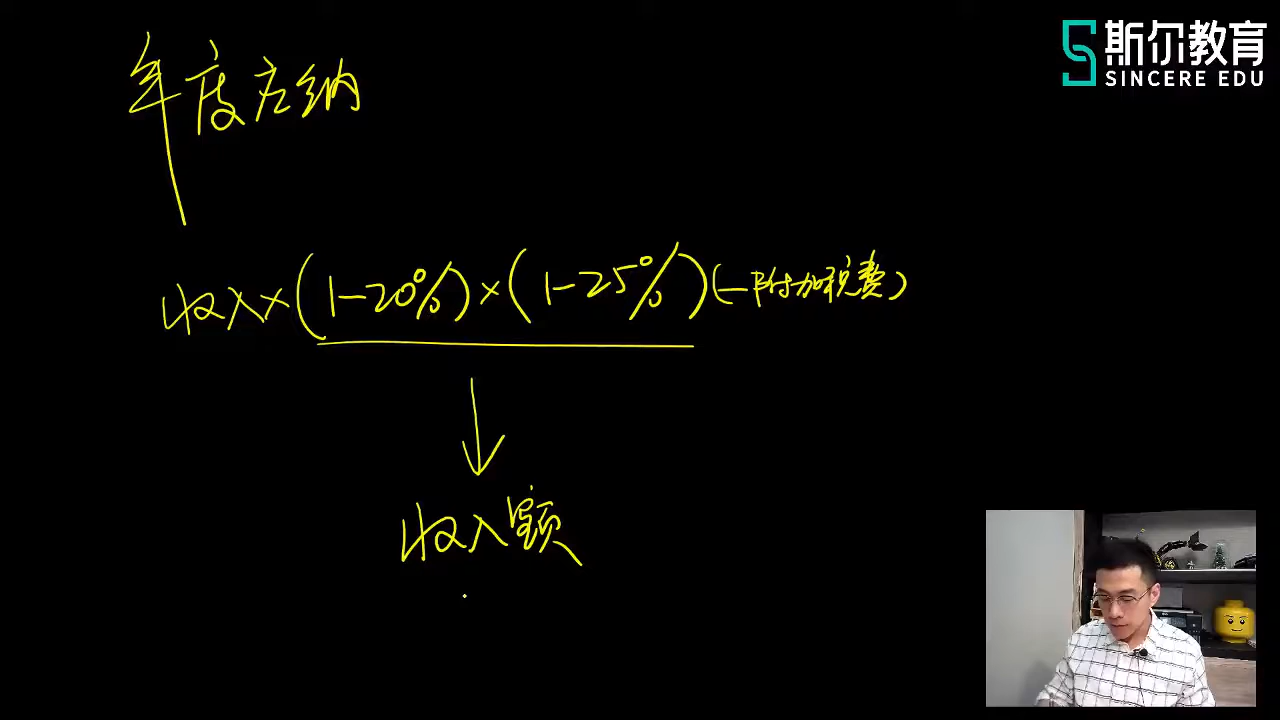 斯尔教育
SINCERE EDU
年度应纳
收入×(1-20%)×(1-25%)(-附加税费)
收入额